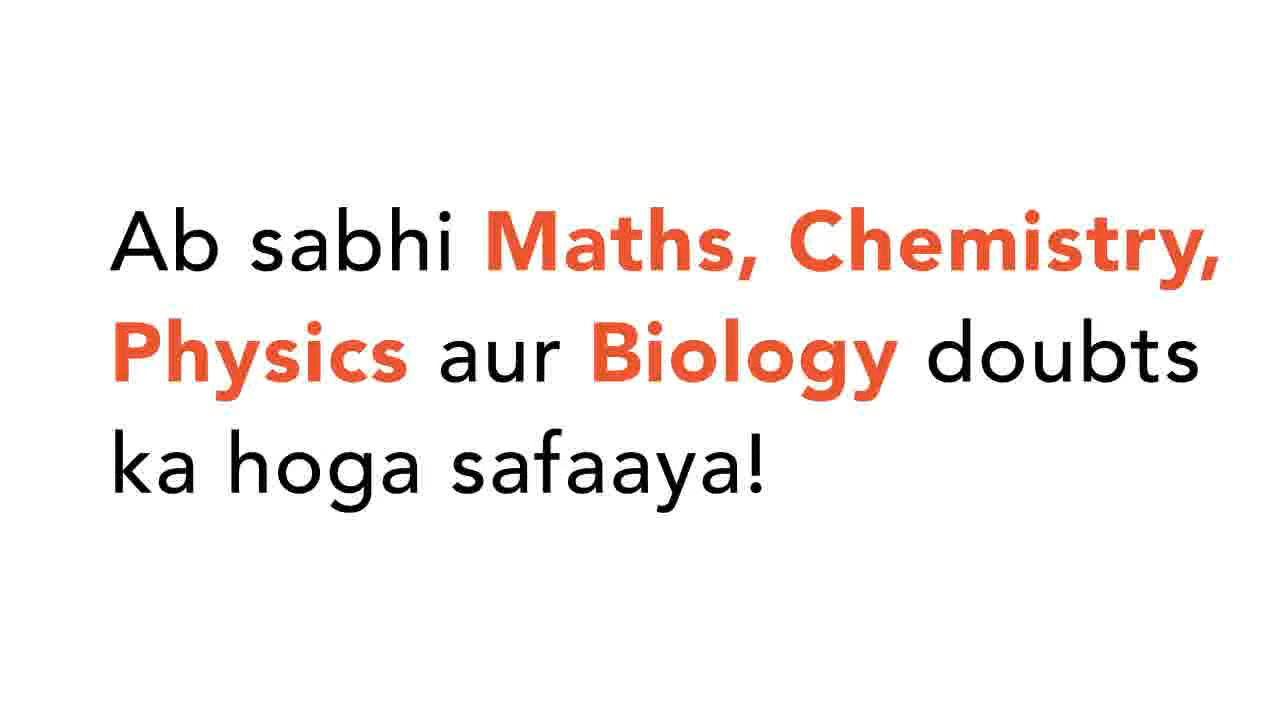 Ab sabhi Maths, Chemistry,
Physics aur Biology doubts
ka hoga safaaya!